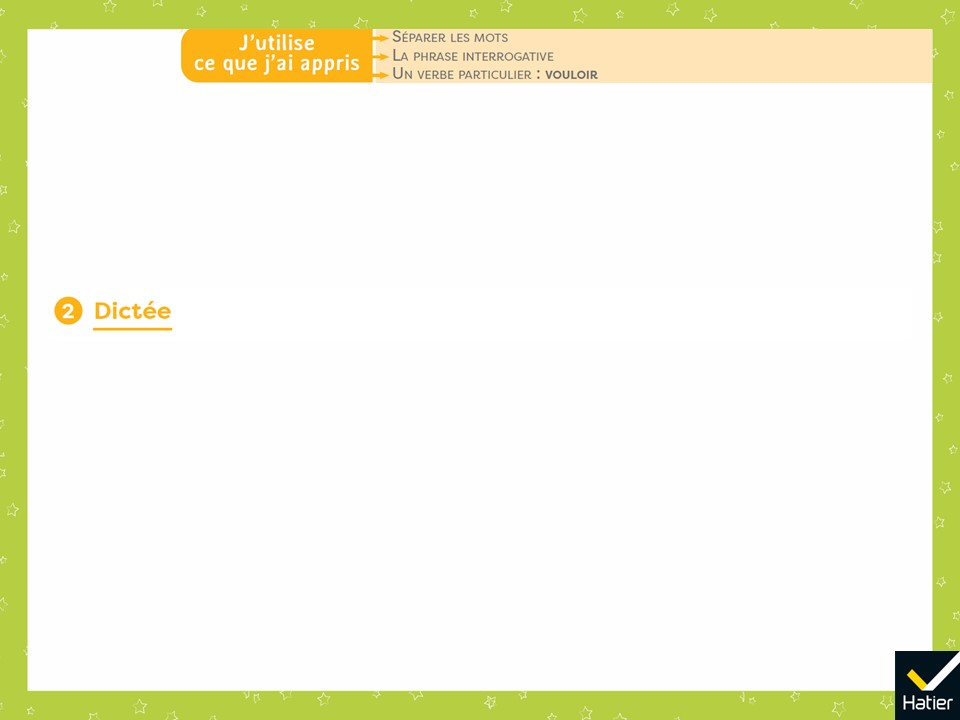 J'utilise
ce que j'ai appris
Séparer les mots
La phrase interrogative
Un verbe particulier : vouloir
2 Dictée
Hatier